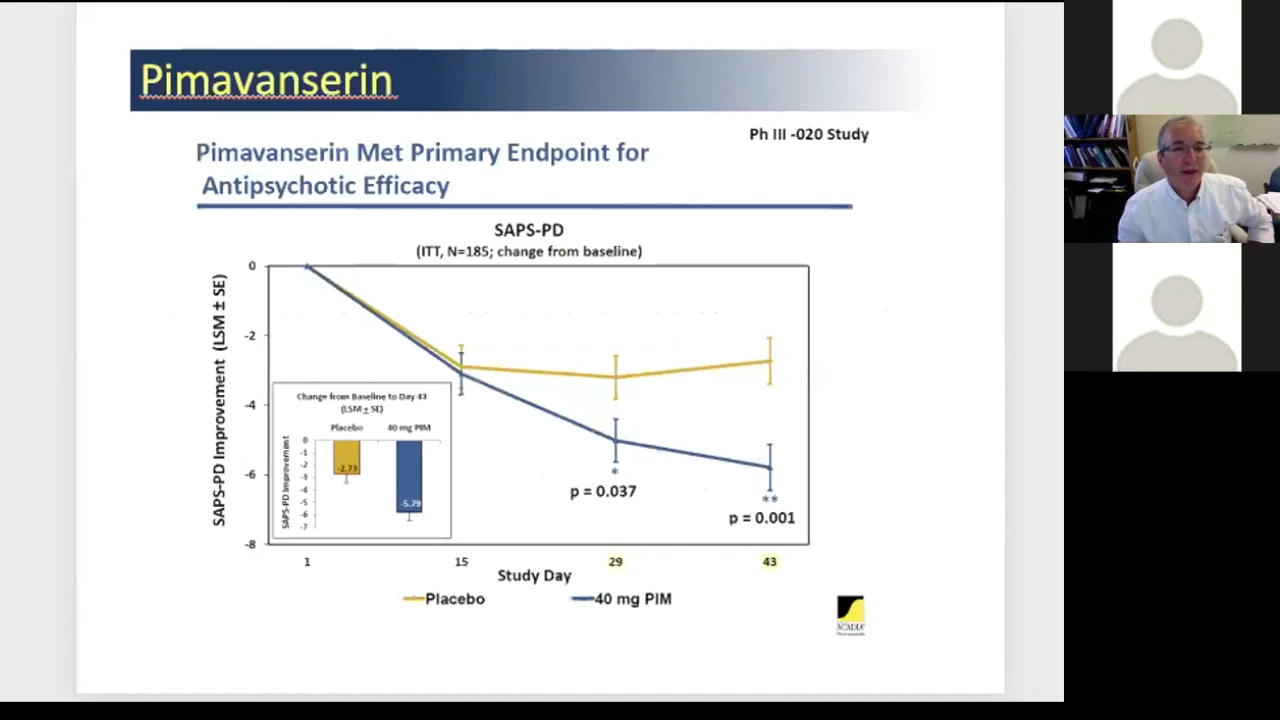 Pimavanserin
Ph III -020 Study
Pimavanserin Met Primary Endpoint for
Antipsychotic Efficacy
SAPS-PD
(ITT, N=185; change from baseline)
SAPS-PD Improvement (LSM ± SE)
0
-2
-4
-6
-8
Change from Baseline to Day 43
(LSM ± SE)
Placebo 40 mg PIM
SAPS-PD Improvement
0
-1
-2
-3
-4
-5
-6
-7
-2.73
-5.79
*
p = 0.037
**
p = 0.001
1 15 29 43
Study Day
Placebo 40 mg PIM
ACADIA